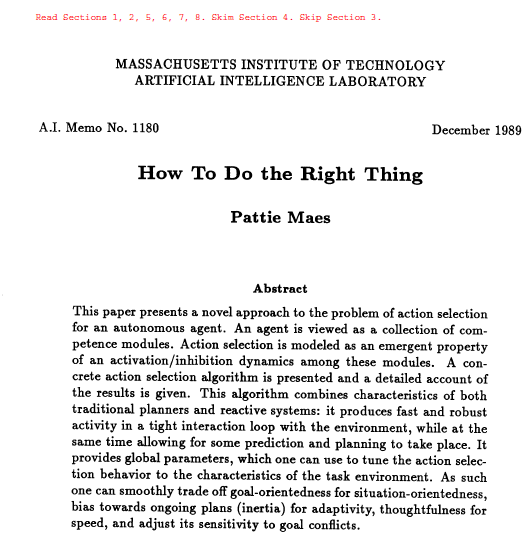 Read Sections 1, 2, 5, 6, 7, 8. Skim Section 4. Skip Section 3.
MASSACHUSETTS INSTITUTE OF TECHNOLOGY
ARTIFICIAL INTELLIGENCE LABORATORY
A.I. Memo No. 1180 December 1989
How To Do the Right Thing
Pattie Maes
Abstract
This paper presents a novel approach to the problem of action selection
for an autonomous agent. An agent is viewed as a collection of com-
petence modules. Action selection is modeled as an emergent property
of an activation/inhibition dynamics among these modules. A con-
crete action selection algorithm is presented and a detailed account of
the results is given. This algorithm combines characteristics of both
traditional planners and reactive systems: it produces fast and robust
activity in a tight interaction loop with the environment, while at the
same time allowing for some prediction and planning to take place. It
provides global parameters, which one can use to tune the action selec-
tion behavior to the characteristics of the task environment. As such
one can smoothly trade off goal-orientedness for situation-orientedness,
bias towards ongoing plans (inertia) for adaptivity, thoughtfulness for
speed, and adjust its sensitivity to goal conflicts.